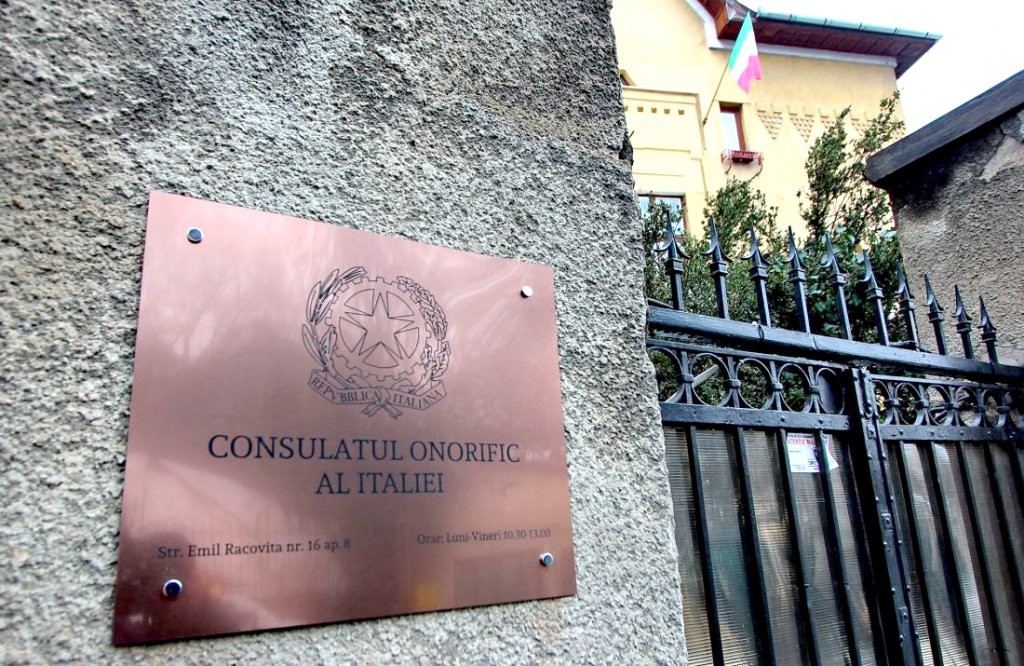 REPVBBLICA ITALIANA
CONSULATUL ONORIFIC
AL ITALIEI
Str. Emil Racovita nr. 16 ap. 8
Orar: Luni-Vineri 10.30-13.00